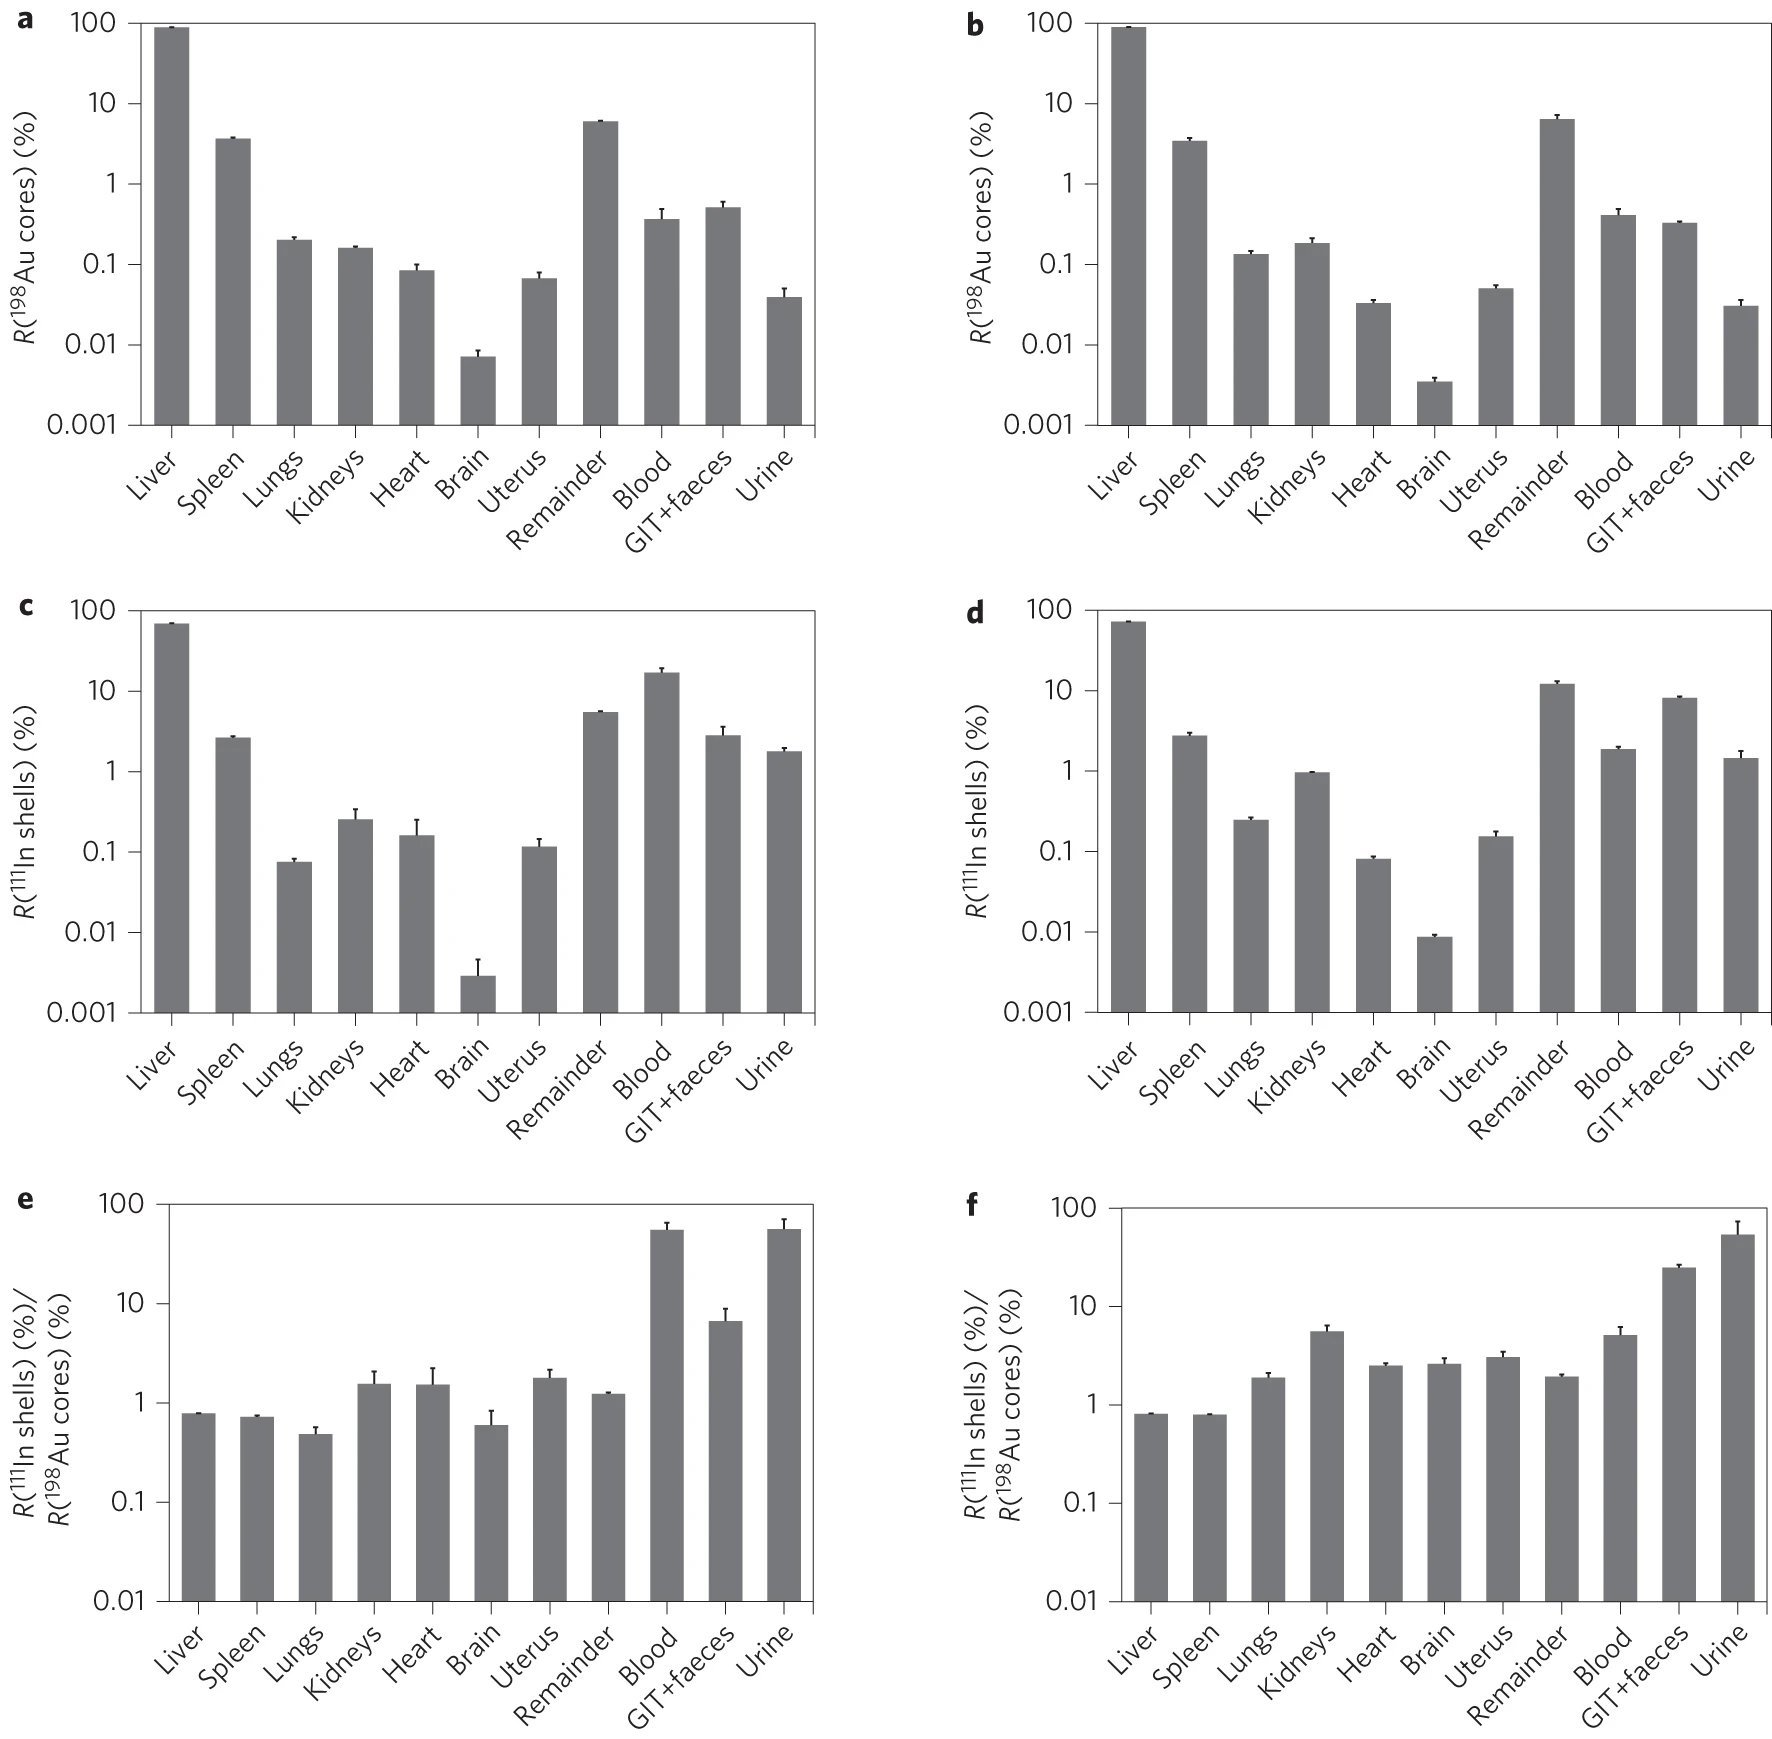 a
100
10
1
0.1
0.01
0.001
R(198Au cores) (%)
Liver
Spleen
Lungs
Kidneys
Heart
Brain
Uterus
Remainder
Blood
GIT+faeces
Urine
b
100
10
1
0.1
0.01
0.001
R(198Au cores) (%)
Liver
Spleen
Lungs
Kidneys
Heart
Brain
Uterus
Remainder
Blood
GIT+faeces
Urine
c
100
10
1
0.1
0.01
0.001
R(111In shells) (%)
Liver
Spleen
Lungs
Kidneys
Heart
Brain
Uterus
Remainder
Blood
GIT+faeces
Urine
d
100
10
1
0.1
0.01
0.001
R(111In shells) (%)
Liver
Spleen
Lungs
Kidneys
Heart
Brain
Uterus
Remainder
Blood
GIT+faeces
Urine
e
100
10
1
0.1
0.01
R(111In shells) (%)/
R(198Au cores) (%)
Liver
Spleen
Lungs
Kidneys
Heart
Brain
Uterus
Remainder
Blood
GIT+faeces
Urine
f
100
10
1
0.1
0.01
R(111In shells) (%)/
R(198Au cores) (%)
Liver
Spleen
Lungs
Kidneys
Heart
Brain
Uterus
Remainder
Blood
GIT+faeces
Urine